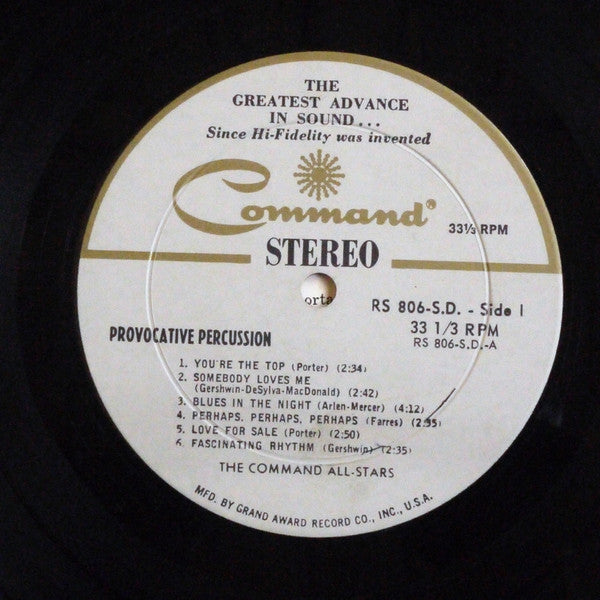 THE
GREATEST ADVANCE
IN SOUND...
Since Hi-Fidelity was invented
Command®
33⅓ RPM
STEREO
orta
RS 806-S.D. - Side 1
33 1/3 RPM
RS 806-S.D.-A
PROVOCATIVE PERCUSSION
1. YOU'RE THE TOP (Porter) (2:34)
2. SOMEBODY LOVES ME
(Gershwin-DeSylva-MacDonald) (2:42)
3. BLUES IN THE NIGHT (Arlen-Mercer) (4:12)
4. PERHAPS, PERHAPS, PERHAPS (Farres) (2:35)
5. LOVE FOR SALE (Porter) (2:50)
6. FASCINATING RHYTHM (Gershwin) (2:35)
THE COMMAND ALL-STARS
MFD. BY GRAND AWARD RECORD CO., INC., U.S.A.